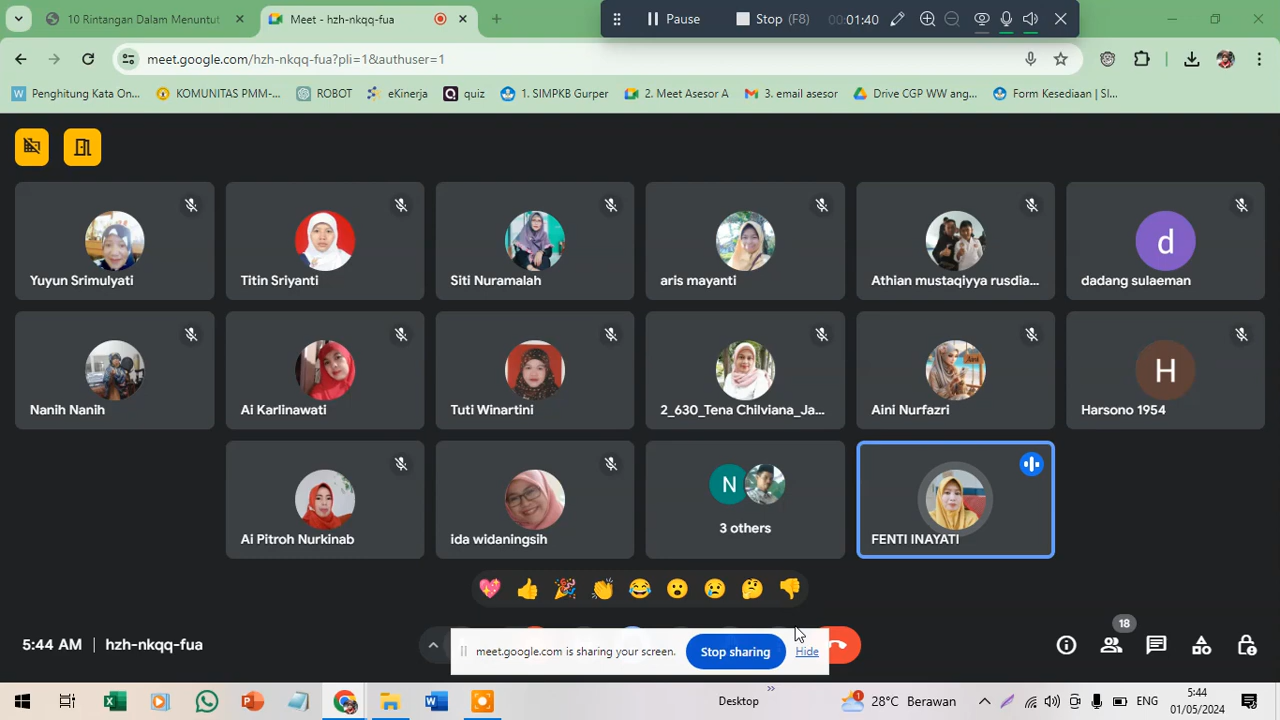 10 Rintangan Dalam Menuntut
Meet - hzh-nkqq-fua
Pause
Stop (F8)
00:01:40
meet.google.com/hzh-nkqq-fua?pli=1&authuser=1
Penghitung Kata On...
KOMUNITAS PMM-...
ROBOT
eKinerja
quiz
1. SIMPKB Gurper
2. Meet Asesor A
3. email asesor
Drive CGP WW ang...
Form Kesediaan | SI...
Yuyun Srimulyati
Titin Sriyanti
Siti Nuramalah
aris mayanti
Athian mustaqiyya rusdia...
d
dadang sulaeman
Nanih Nanih
Ai Karlinawati
Tuti Winartini
2_630_Tena Chilviana_Ja...
Aini
Aini Nurfazri
H
Harsono 1954
Ai Pitroh Nurkinab
ida widaningsih
N
3 others
FENTI INAYATI
5:44 AM | hzh-nkqq-fua
meet.google.com is sharing your screen.
Stop sharing
Hide
18
Desktop
28°C Berawan
ENG
5:44
01/05/2024